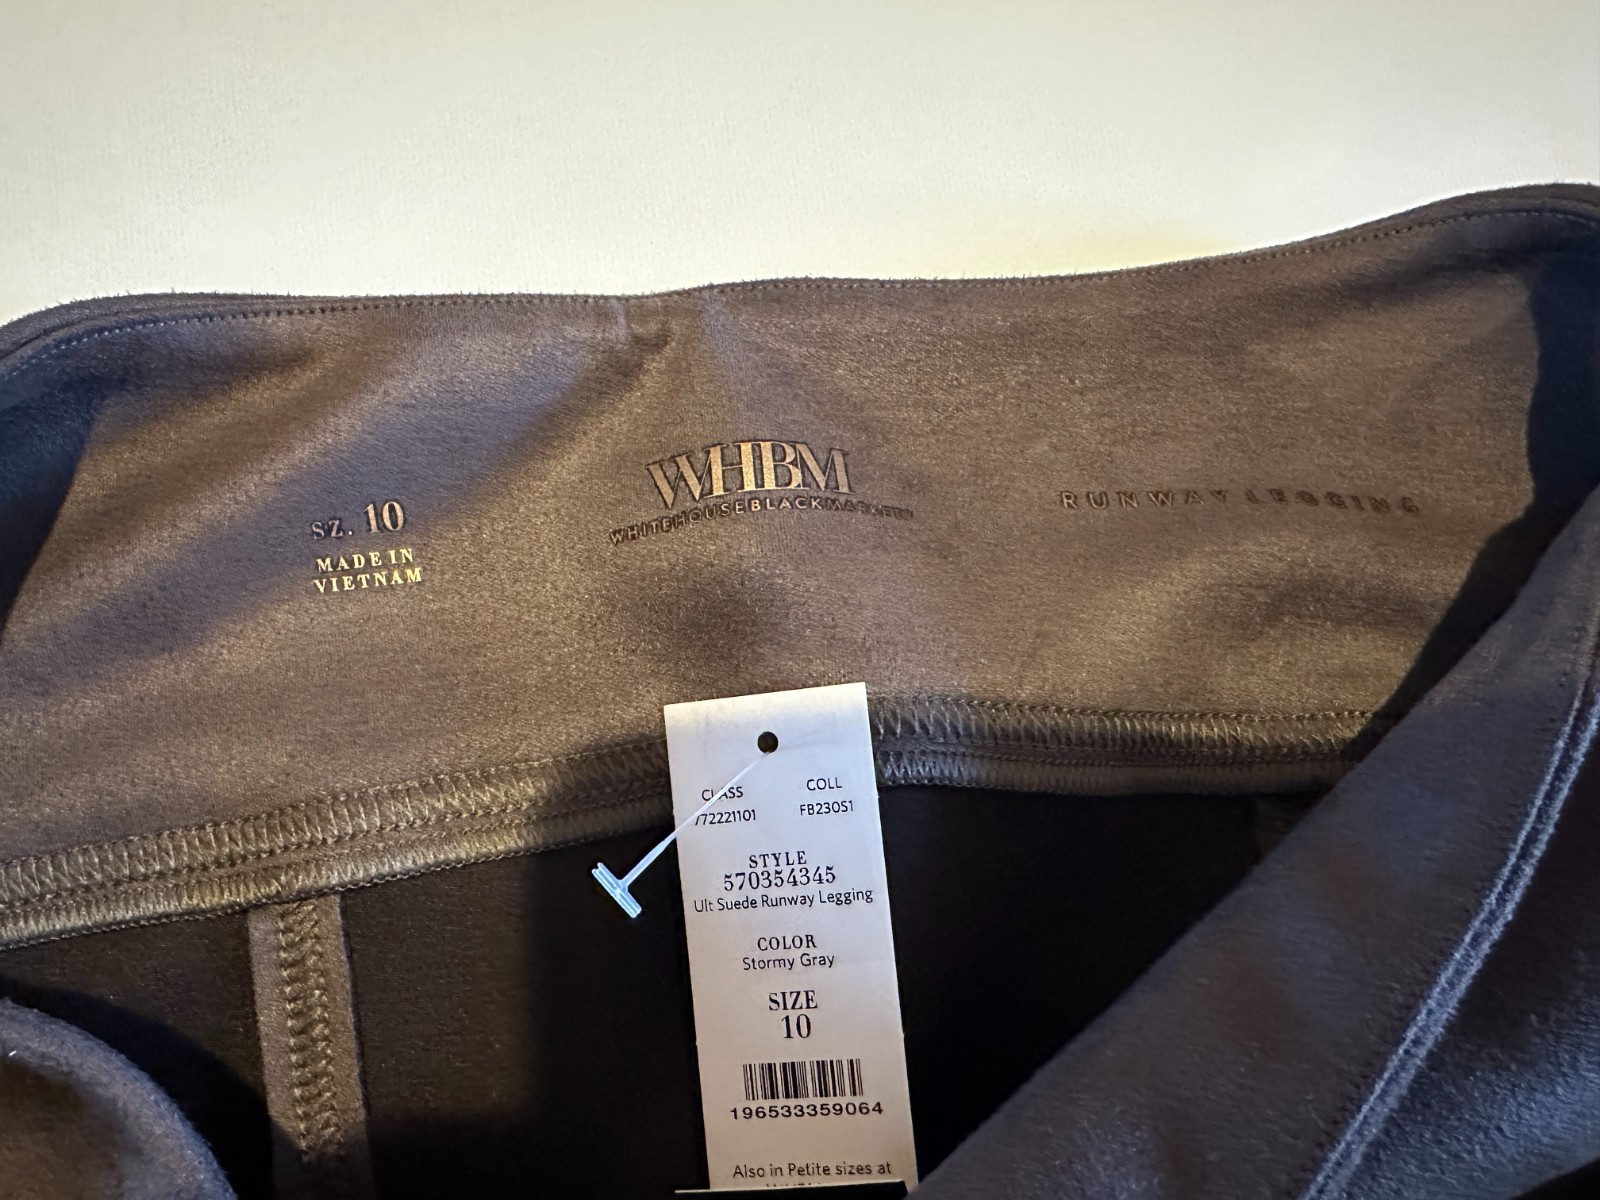 SZ. 10
MADE IN
VIETNAM
WHBM
WHITEHOUSEBLACKMARKET
RUNWAY LEGGING
CLASS COLL
772221101 FB230S1
STYLE
570354345
Ult Suede Runway Legging
COLOR
Stormy Gray
SIZE
10
196533359064
Also in Petite sizes at